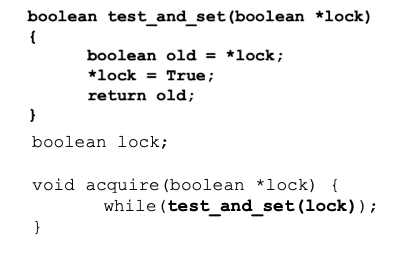 boolean test_and_set(boolean *lock)
{
boolean old = *lock;
*lock = True;
return old;
}
boolean lock;
void acquire(boolean *lock) {
while(test_and_set(lock));
}